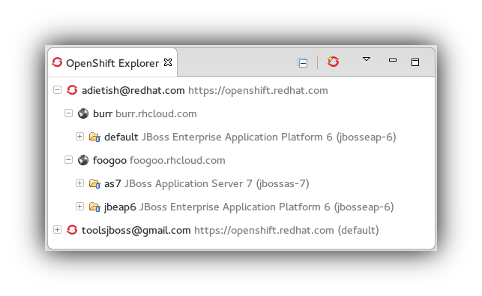 OpenShift Explorer
adietish@redhat.com https://openshift.redhat.com
burr burr.rhcloud.com
default JBoss Enterprise Application Platform 6 (jbosseap-6)
foogoo foogoo.rhcloud.com
as7 JBoss Application Server 7 (jbossas-7)
jbeap6 JBoss Enterprise Application Platform 6 (jbosseap-6)
toolsjboss@gmail.com https://openshift.redhat.com (default)